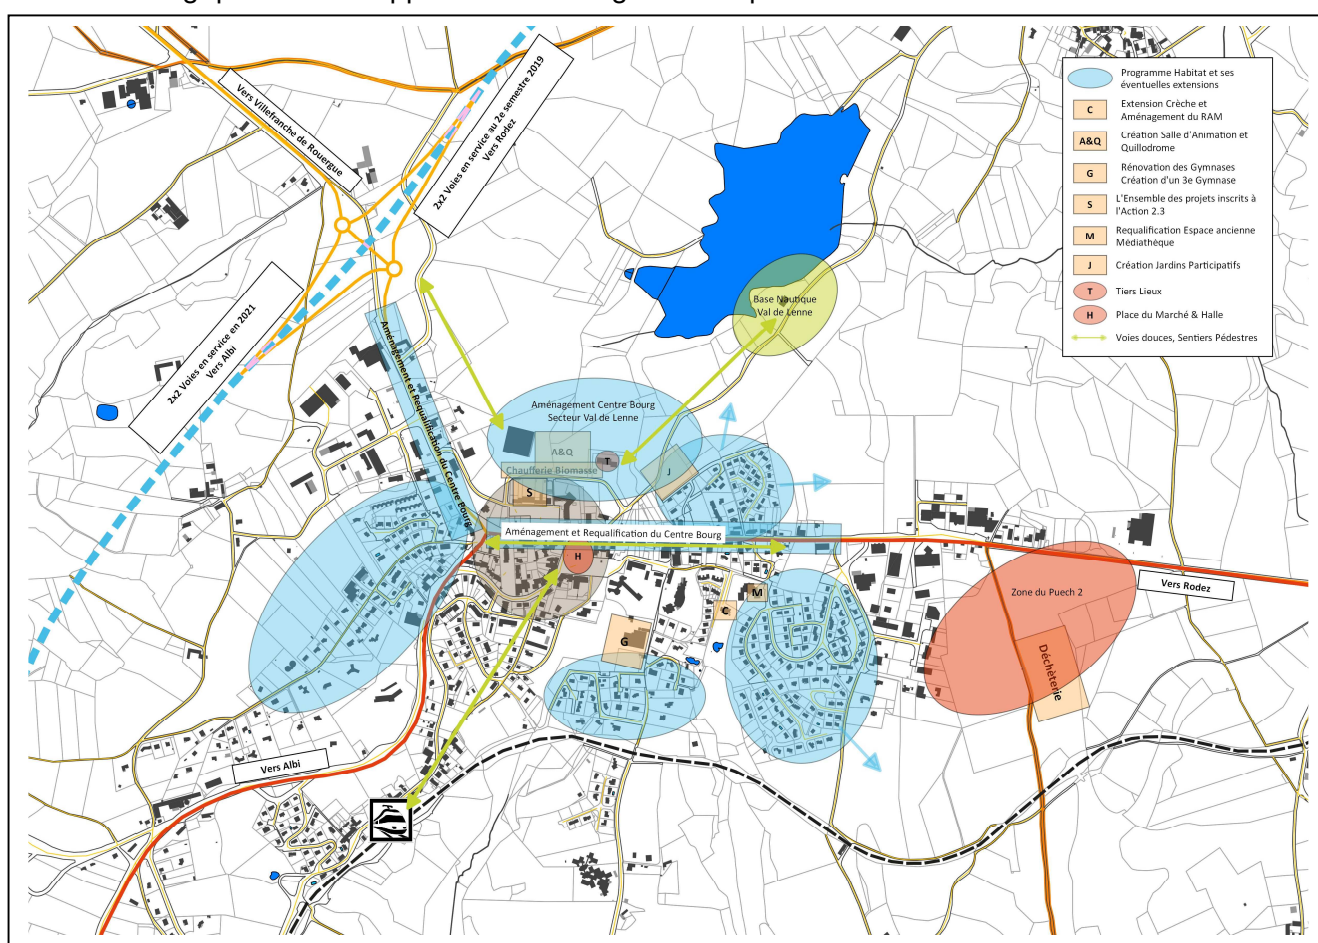 Vers Villefranche de Rouergue
2x2 Voies en service au 2e semestre 2019
Vers Rodez
2x2 Voies en service en 2021
Vers Albi
Aménagement et Requalification du Centre Bourg
Programme Habitat et ses
éventuelles extensions
C
Extension Crèche et
Aménagement du RAM
A&Q
Création Salle d'Animation et
Quillodrome
G
Rénovation des Gymnases
Création d'un 3e Gymnase
S
L'Ensemble des projets inscrits à
l'Action 2.3
M
Requalification Espace ancienne
Médiathèque
J
Création Jardins Participatifs
T
Tiers Lieux
H
Place du Marché & Halle
Voies douces, Sentiers Pédestres
Base Nautique
Val de Lenne
Aménagement Centre Bourg
Secteur Val de Lenne
A&Q
T
Chaufferie Biomasse
J
S
Aménagement et Requalification du Centre Bourg
H
M
C
G
Zone du Puech 2
Vers Rodez
Déchèterie
Vers Albi